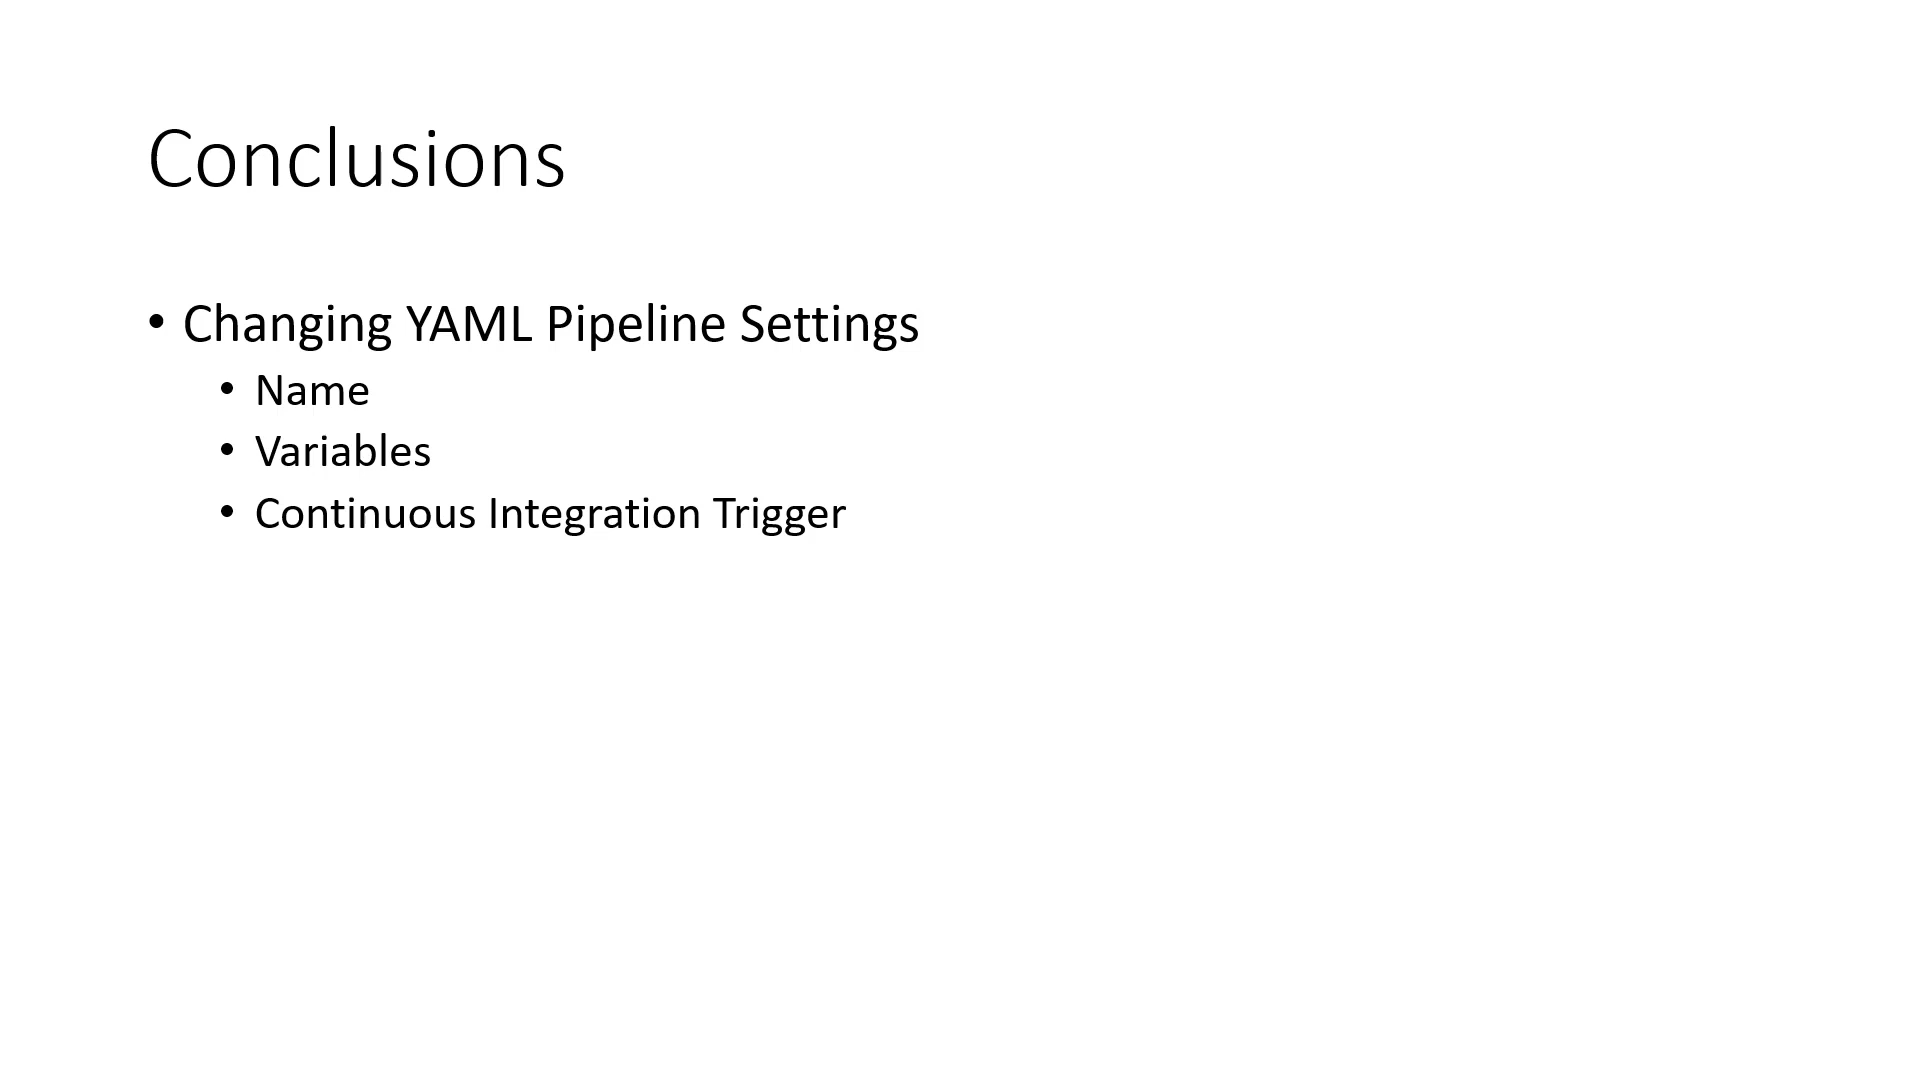 Conclusions
• Changing YAML Pipeline Settings
• Name
• Variables
• Continuous Integration Trigger